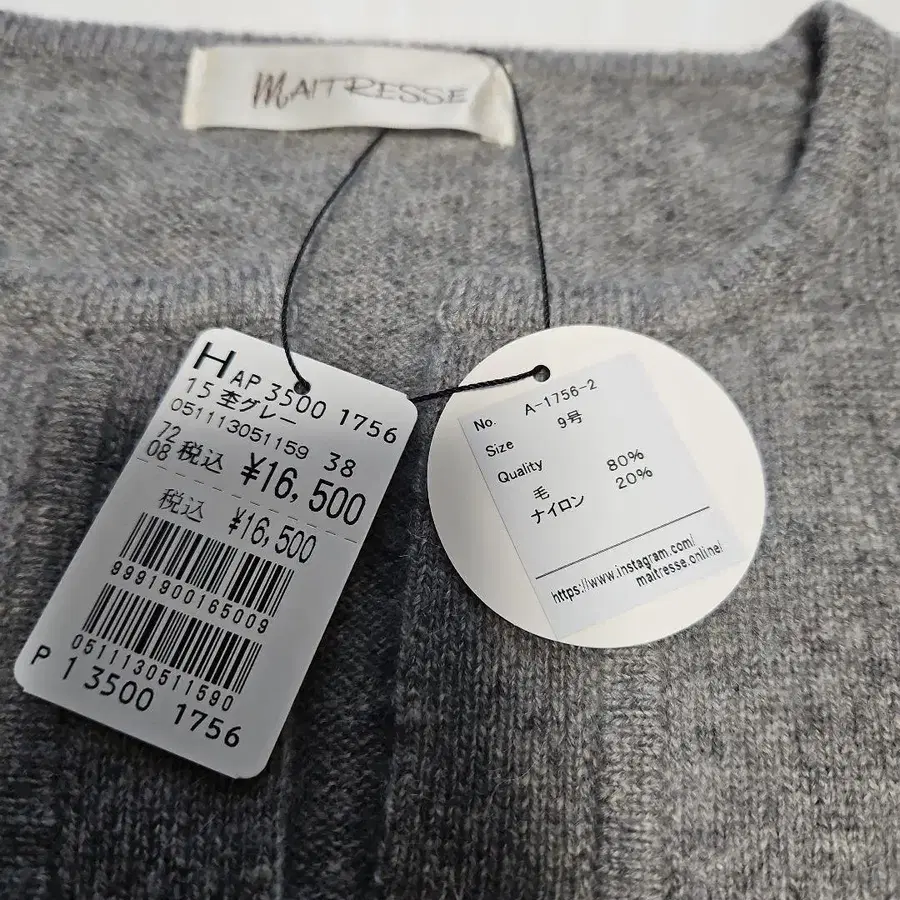 MAITRESSE
H AP 3500 1756
15 杢グレー
051113051159 38
72
08 税込 ¥16,500
税込 ¥16,500
9991900165009
0511130511590
P 1 3500 1756
No. A-1756-2
Size 9号
Quality
毛 80%
ナイロン 20%
https://www.instagram.com/
maitresse.online/